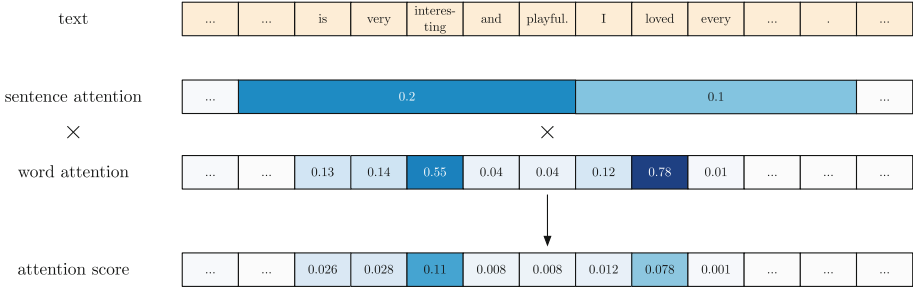 text ... ... is very interes- and playful. I loved every ... . ...
ting
sentence attention ... 0.2 0.1 ...
× ×
word attention ... ... 0.13 0.14 0.55 0.04 0.04 0.12 0.78 0.01 ... ... ...
attention score ... ... 0.026 0.028 0.11 0.008 0.008 0.012 0.078 0.001 ... ... ...